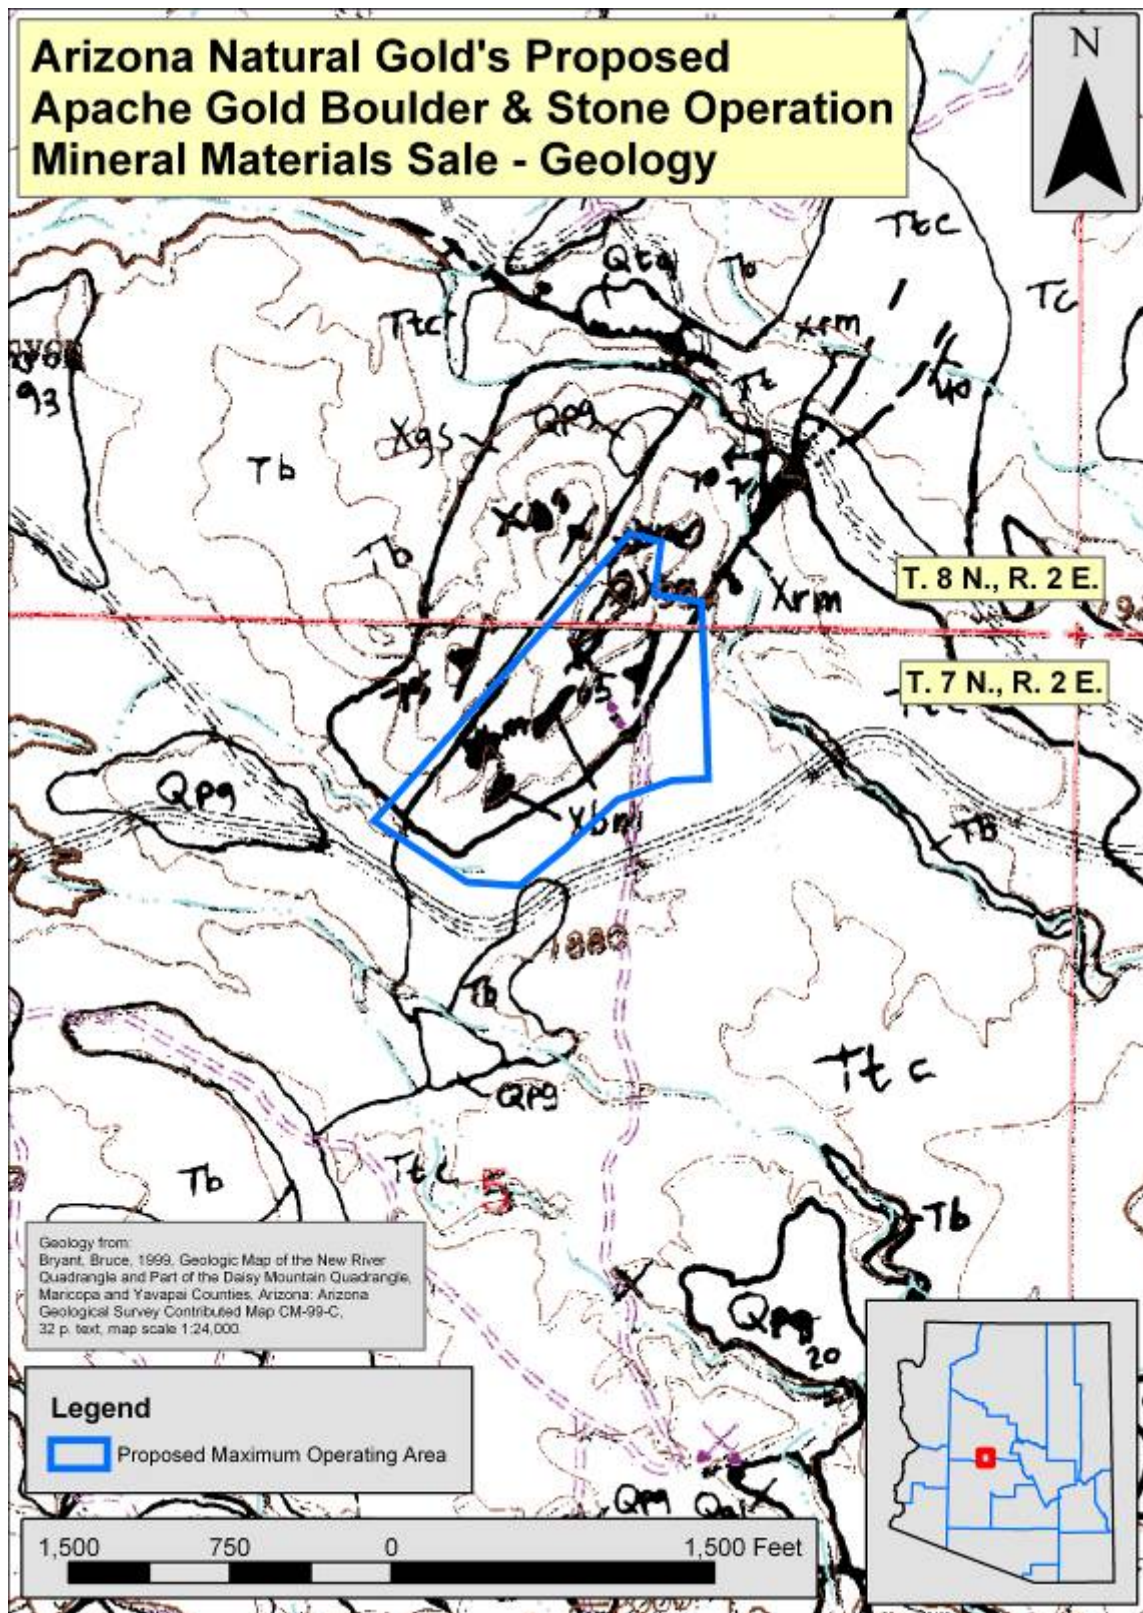 Arizona Natural Gold's Proposed
Apache Gold Boulder & Stone Operation
Mineral Materials Sale - Geology
N
Ttc
Tc
Xrm
Ttc
93
Xgs
Qpg
Tb
Tb
T. 8 N., R. 2 E.
Xrm
T. 7 N., R. 2 E.
Qpg
Xbm
Tb
1880
Tb
Ttc
Qpg
Tb
Ttc
5
Tb
Geology from:
Bryant, Bruce, 1999, Geologic Map of the New River
Quadrangle and Part of the Daisy Mountain Quadrangle,
Maricopa and Yavapai Counties, Arizona: Arizona
Geological Survey Contributed Map CM-99-C,
32 p. text, map scale 1:24,000.
Qpg
20
Legend
Proposed Maximum Operating Area
Qpg
1,500 750 0 1,500 Feet